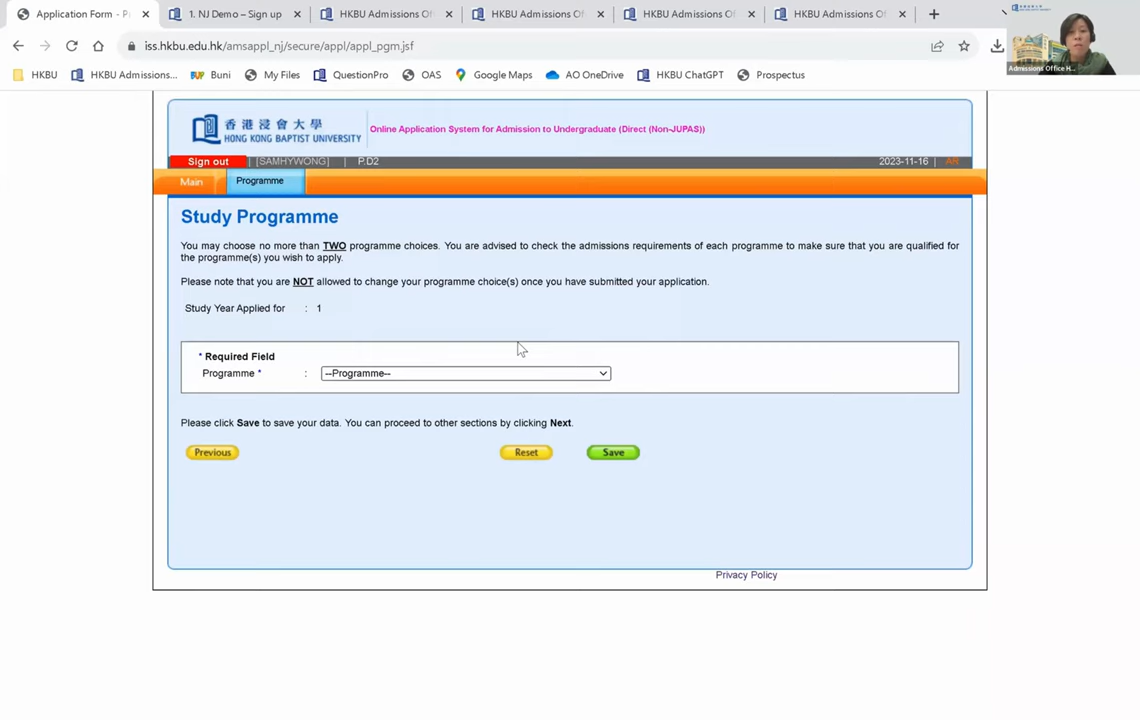 Application Form - P
1. NJ Demo – Sign up
HKBU Admissions Of
HKBU Admissions Of
HKBU Admissions Of
HKBU Admissions Of
iss.hkbu.edu.hk/amsappl_nj/secure/appl/appl_pgm.jsf
HKBU
HKBU Admissions...
Buni
My Files
QuestionPro
OAS
Google Maps
AO OneDrive
HKBU ChatGPT
Prospectus
Admissions Office H...
香港浸會大學
HONG KONG BAPTIST UNIVERSITY
Online Application System for Admission to Undergraduate (Direct (Non-JUPAS))
Sign out | [SAMHYWONG] | P.D2
2023-11-16 | AR
Main
Programme
Study Programme
You may choose no more than TWO programme choices. You are advised to check the admissions requirements of each programme to make sure that you are qualified for
the programme(s) you wish to apply.
Please note that you are NOT allowed to change your programme choice(s) once you have submitted your application.
Study Year Applied for : 1
* Required Field
Programme * : --Programme--
Please click Save to save your data. You can proceed to other sections by clicking Next.
Previous
Reset
Save
Privacy Policy